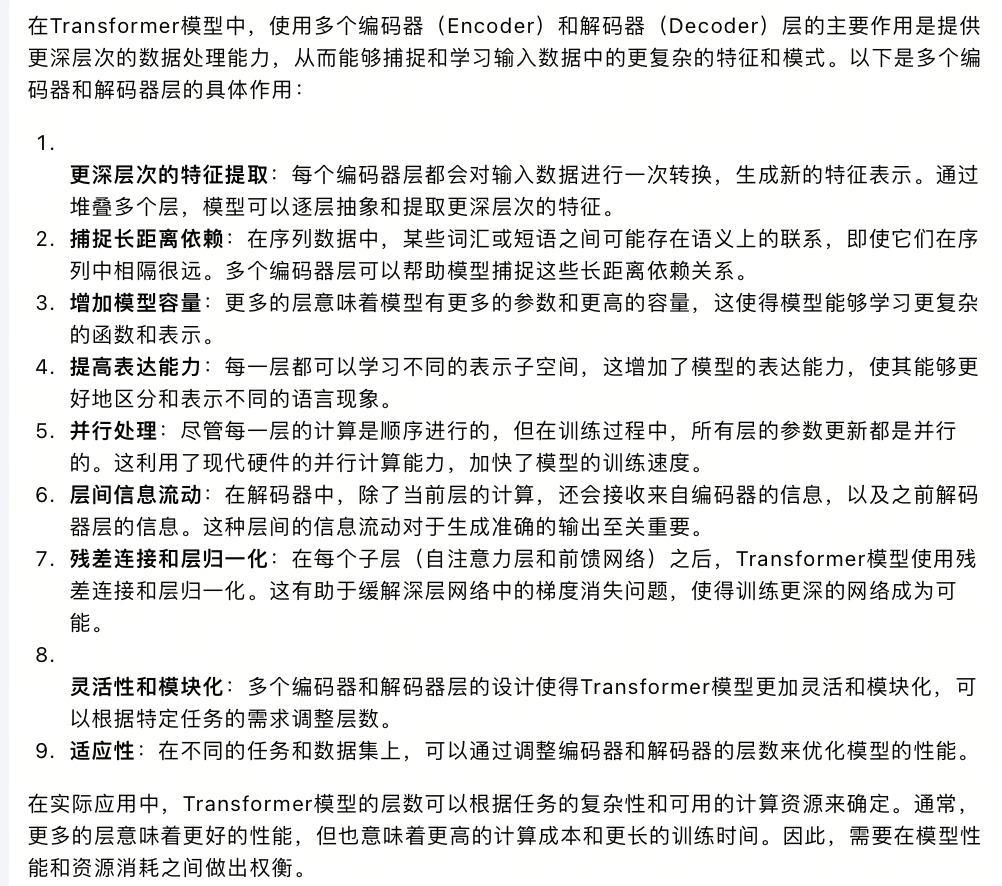 在Transformer模型中，使用多个编码器（Encoder）和解码器（Decoder）层的主要作用是提供
更深层次的数据处理能力，从而能够捕捉和学习输入数据中的更复杂的特征和模式。以下是多个编
码器和解码器层的具体作用：
1.
更深层次的特征提取：每个编码器层都会对输入数据进行一次转换，生成新的特征表示。通过
堆叠多个层，模型可以逐层抽象和提取更深层次的特征。
2. 捕捉长距离依赖：在序列数据中，某些词汇或短语之间可能存在语义上的联系，即使它们在序
列中相隔很远。多个编码器层可以帮助模型捕捉这些长距离依赖关系。
3. 增加模型容量：更多的层意味着模型有更多的参数和更高的容量，这使得模型能够学习更复杂
的函数和表示。
4. 提高表达能力：每一层都可以学习不同的表示子空间，这增加了模型的表达能力，使其能够更
好地区分和表示不同的语言现象。
5. 并行处理：尽管每一层的计算是顺序进行的，但在训练过程中，所有层的参数更新都是并行
的。这利用了现代硬件的并行计算能力，加快了模型的训练速度。
6. 层间信息流动：在解码器中，除了当前层的计算，还会接收来自编码器的信息，以及之前解码
器层的信息。这种层间的信息流动对于生成准确的输出至关重要。
7. 残差连接和层归一化：在每个子层（自注意力层和前馈网络）之后，Transformer模型使用残
差连接和层归一化。这有助于缓解深层网络中的梯度消失问题，使得训练更深的网络成为可
能。
8.
灵活性和模块化：多个编码器和解码器层的设计使得Transformer模型更加灵活和模块化，可
以根据特定任务的需求调整层数。
9. 适应性：在不同的任务和数据集上，可以通过调整编码器和解码器的层数来优化模型的性能。
在实际应用中，Transformer模型的层数可以根据任务的复杂性和可用的计算资源来确定。通常，
更多的层意味着更好的性能，但也意味着更高的计算成本和更长的训练时间。因此，需要在模型性
能和资源消耗之间做出权衡。